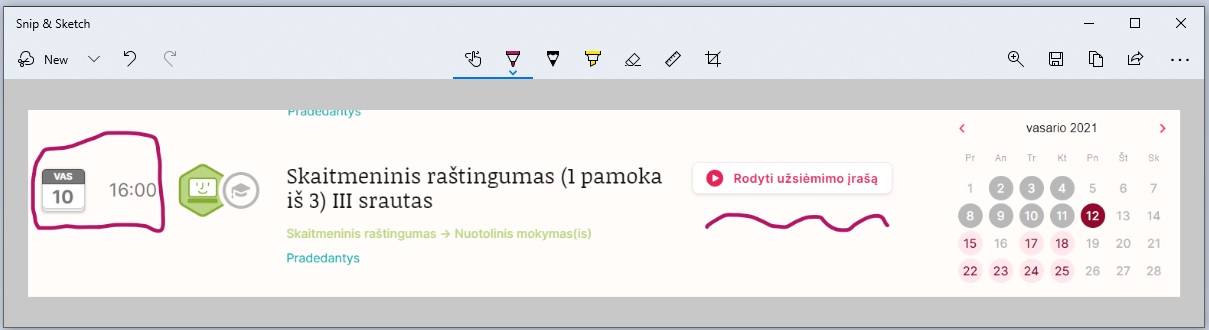 Snip & Sketch
New
Pradedantys
VAS
10
16:00
Skaitmeninis raštingumas (1 pamoka
iš 3) III srautas
Skaitmeninis raštingumas → Nuotolinis mokymas(is)
Pradedantys
Rodyti užsiėmimo įrašą
vasario 2021
Pr An Tr Kt Pn Št Sk
1 2 3 4 5 6 7
8 9 10 11 12 13 14
15 16 17 18 19 20 21
22 23 24 25 26 27 28